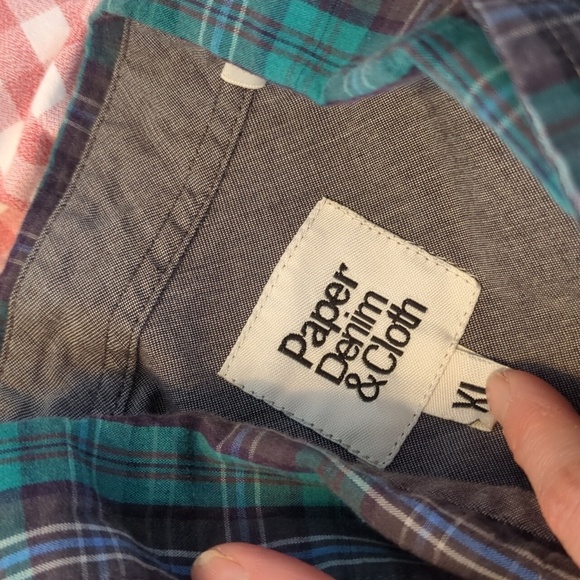 Paper
Denim
& Cloth
XL